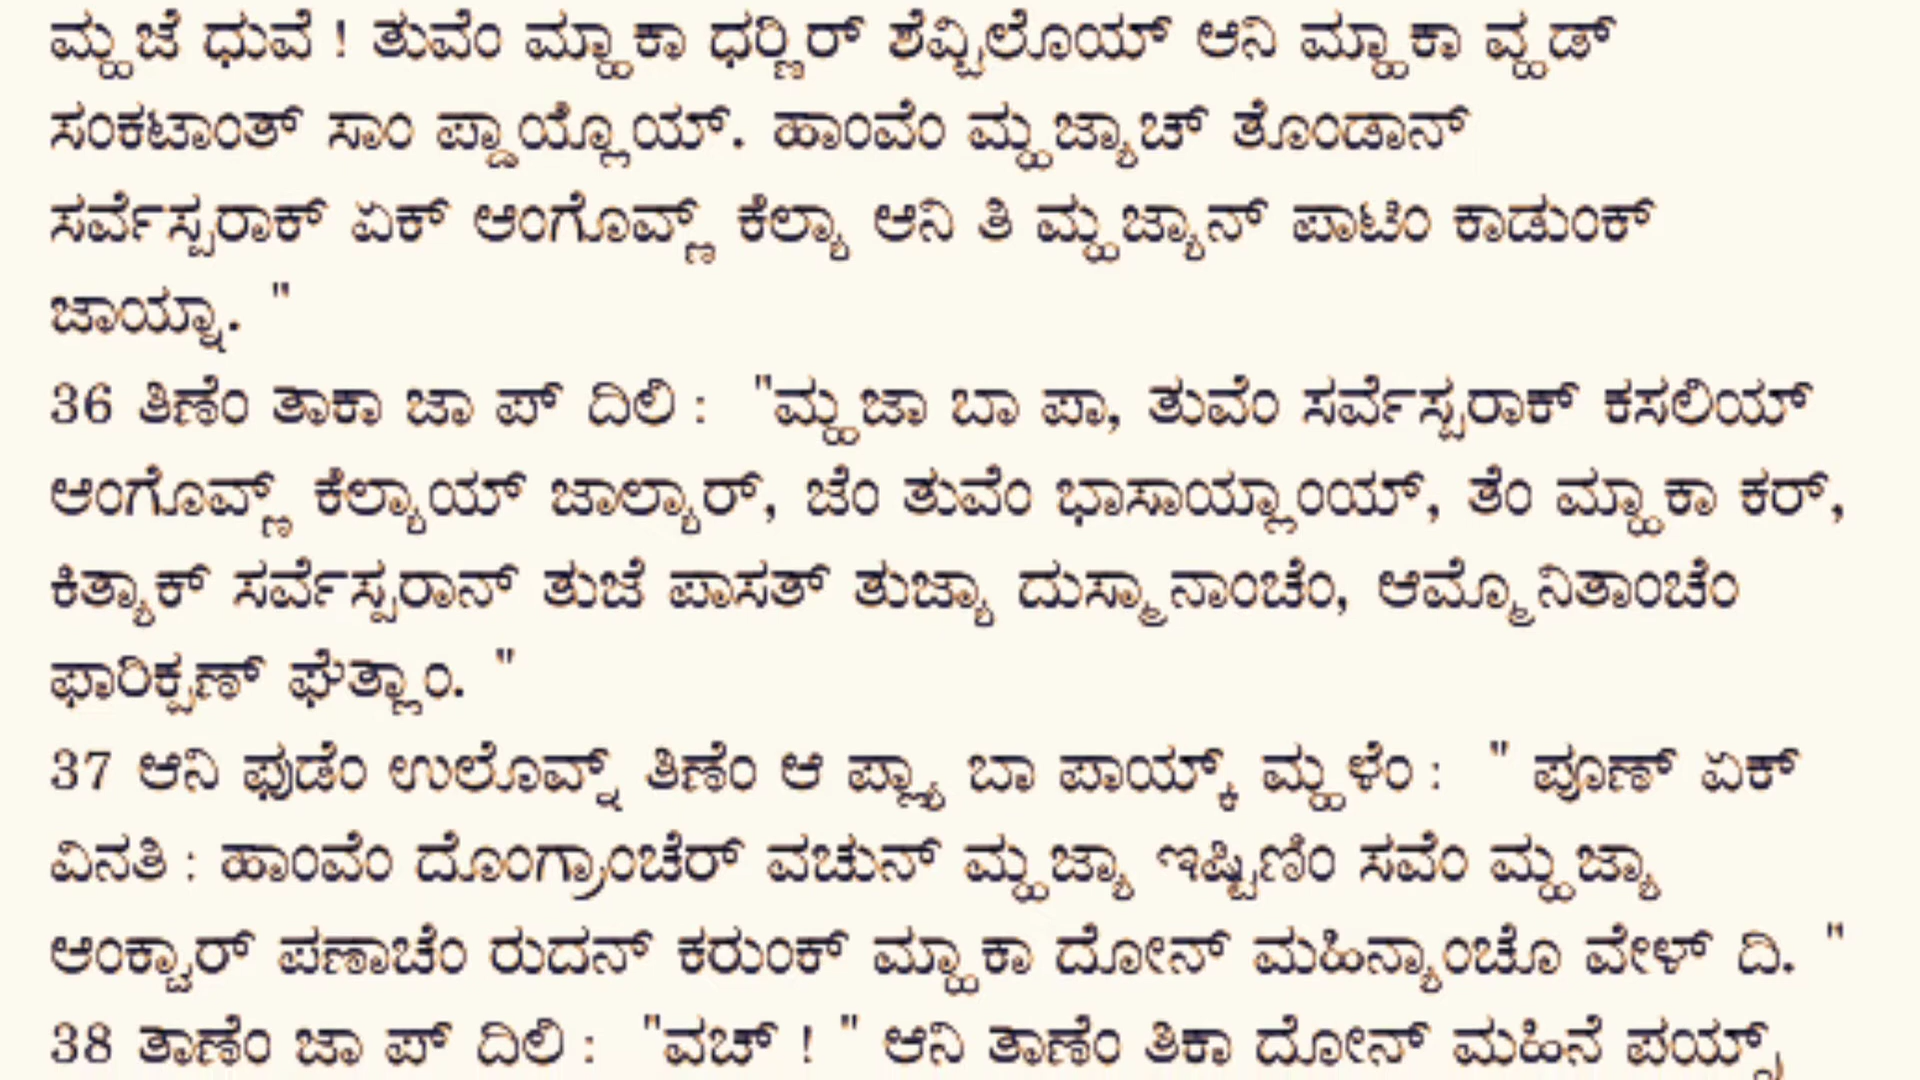 ಮ್ಹಜೆ ಧುವೆ ! ತುವೆಂ ಮ್ಹಾಕಾ ಧರ್‍ಣಿರ್ ಶೆವ್ಟಿಲೊಯ್ ಆನಿ ಮ್ಹಾಕಾ ವ್ಹಡ್
ಸಂಕಟಾಂತ್ ಸಾಂ ಪ್ಡಾಯ್ಲೊಯ್. ಹಾಂವೆಂ ಮ್ಹಜ್ಯಾಚ್ ತೊಂಡಾನ್
ಸರ್ವೆಸ್ಪರಾಕ್ ಏಕ್ ಆಂಗೊವ್ಣ್ ಕೆಲ್ಯಾ ಆನಿ ತಿ ಮ್ಹಜ್ಯಾನ್ ಪಾಟಿಂ ಕಾಡುಂಕ್
ಜಾಯ್ನಾ. "
36 ತಿಣೆಂ ತಾಕಾ ಜಾ ಪ್ ದಿಲಿ : "ಮ್ಹಜಾ ಬಾ ಪಾ, ತುವೆಂ ಸರ್ವೆಸ್ಪರಾಕ್ ಕಸಲಿಯ್
ಆಂಗೊವ್ಣ್ ಕೆಲ್ಯಾಯ್ ಜಾಲ್ಯಾರ್, ಜೆಂ ತುವೆಂ ಭಾಸಾಯ್ಲಾಂಯ್, ತೆಂ ಮ್ಹಾಕಾ ಕರ್,
ಕಿತ್ಯಾಕ್ ಸರ್ವೆಸ್ಪರಾನ್ ತುಜೆ ಪಾಸತ್ ತುಜ್ಯಾ ದುಸ್ಮಾನಾಂಚೆಂ, ಆಮ್ಮೊನಿತಾಂಚೆಂ
ಫಾರಿಕ್ಪಣ್ ಘೆತ್ಲಾಂ. "
37 ಆನಿ ಫುಡೆಂ ಉಲೊವ್ನ್ ತಿಣೆಂ ಆ ಪ್ಲ್ಯಾ ಬಾ ಪಾಯ್ಕ್ ಮ್ಹಳೆಂ : " ಪೂಣ್ ಏಕ್
ವಿನತಿ : ಹಾಂವೆಂ ದೊಂಗ್ರಾಂಚೆರ್ ವಚುನ್ ಮ್ಹಜ್ಯಾ ಇಷ್ಟಿಣಿಂ ಸವೆಂ ಮ್ಹಜ್ಯಾ
ಆಂಕ್ವಾರ್ ಪಣಾಚೆಂ ರುದನ್ ಕರುಂಕ್ ಮ್ಹಾಕಾ ದೋನ್ ಮಹಿನ್ಯಾಂಚೊ ವೇಳ್ ದಿ. "
38 ತಾಣೆಂ ಜಾ ಪ್ ದಿಲಿ : "ವಚ್ ! " ಆನಿ ತಾಣೆಂ ತಿಕಾ ದೋನ್ ಮಹಿನೆ ಪಯ್ಸ್